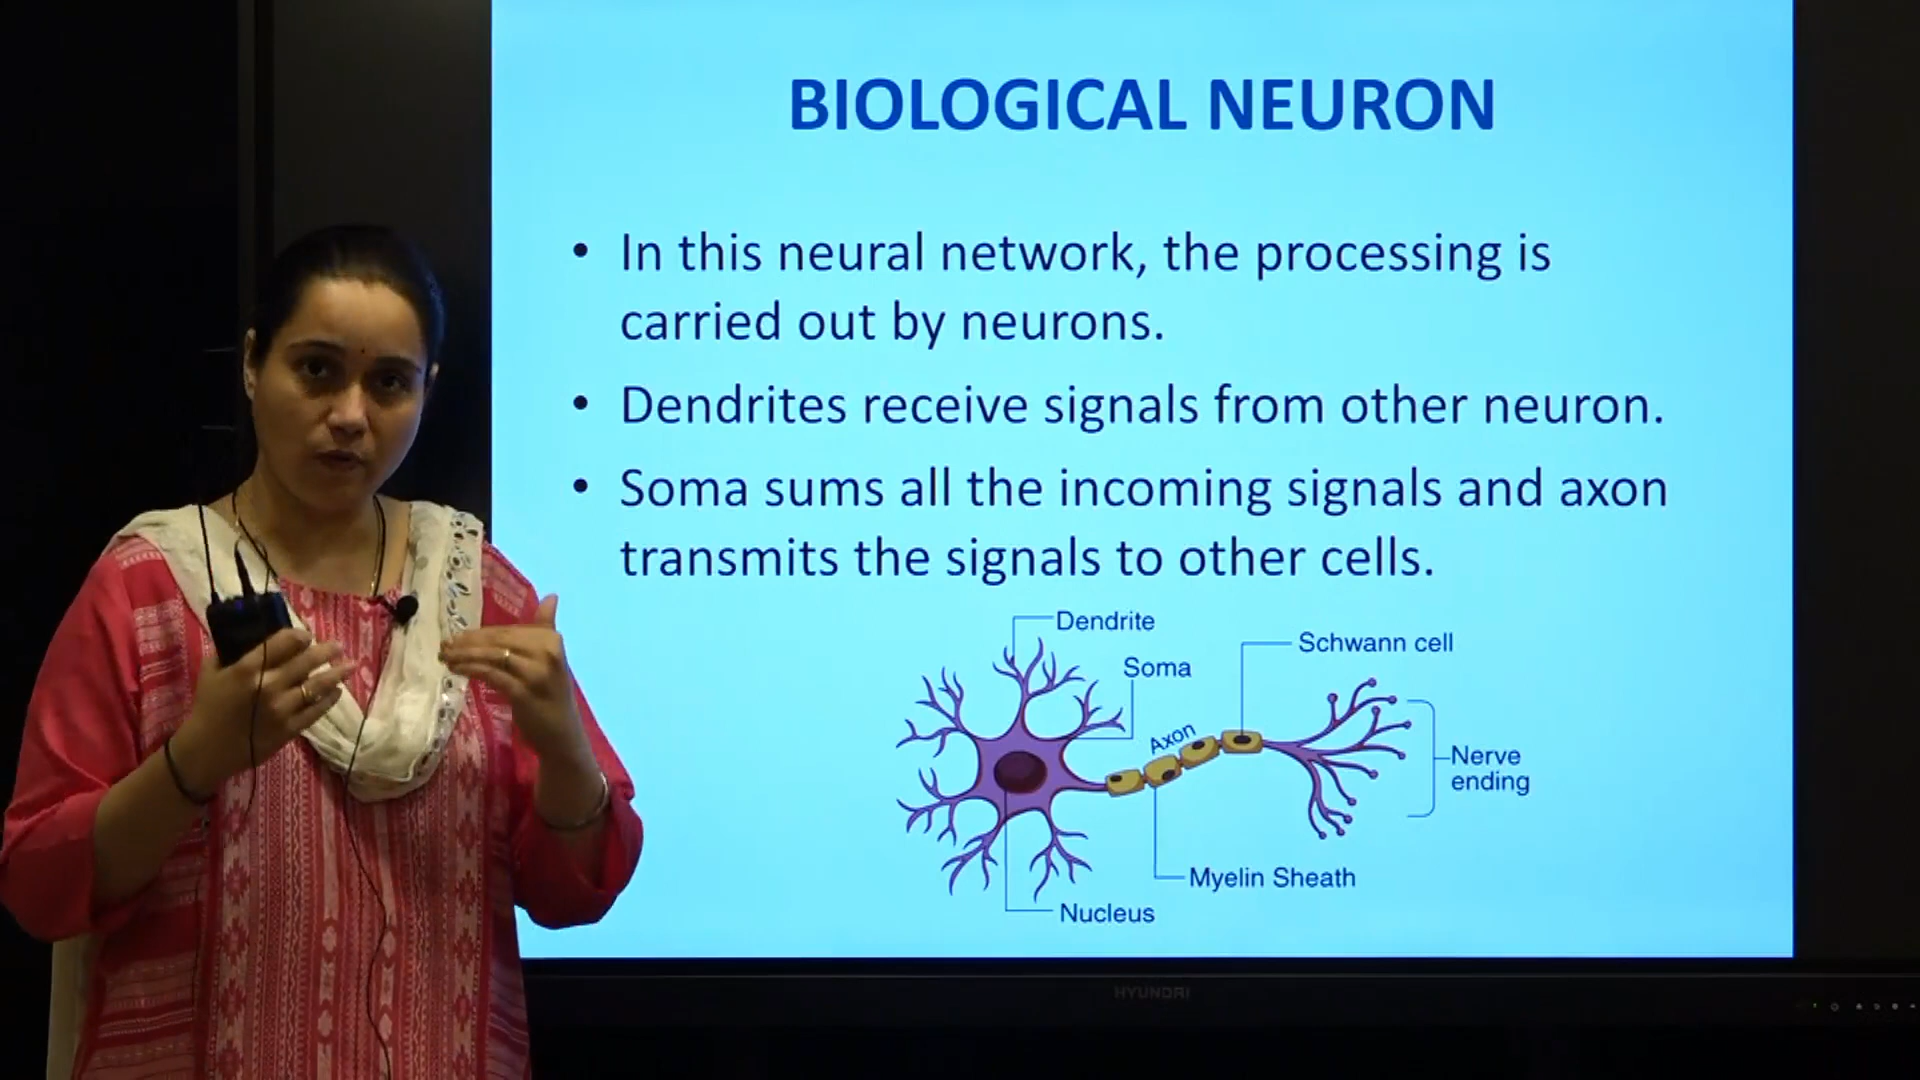 BIOLOGICAL NEURON
• In this neural network, the processing is
carried out by neurons.
• Dendrites receive signals from other neuron.
• Soma sums all the incoming signals and axon
transmits the signals to other cells.
Dendrite
Soma
Schwann cell
Axon
Nerve
ending
Myelin Sheath
Nucleus
HYUNDAI